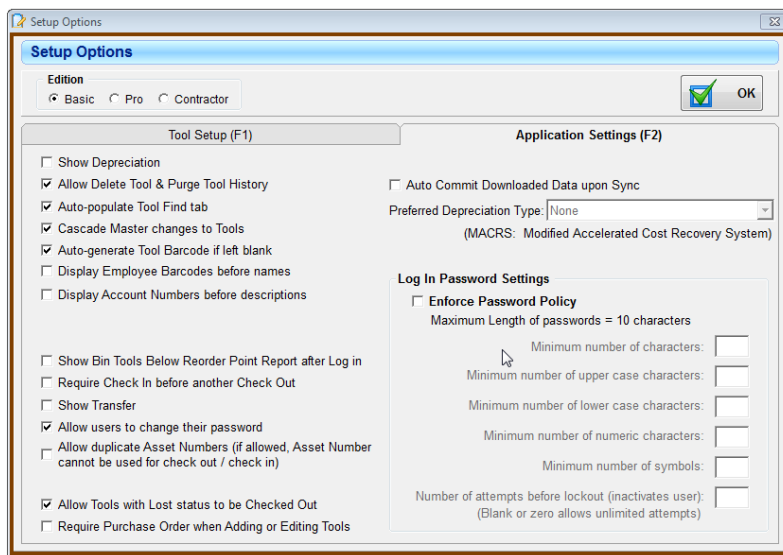 Setup Options
Setup Options
Edition
Basic Pro Contractor
OK
Tool Setup (F1)
Application Settings (F2)
Show Depreciation
Allow Delete Tool & Purge Tool History
Auto-populate Tool Find tab
Cascade Master changes to Tools
Auto-generate Tool Barcode if left blank
Display Employee Barcodes before names
Display Account Numbers before descriptions
Show Bin Tools Below Reorder Point Report after Log in
Require Check In before another Check Out
Show Transfer
Allow users to change their password
Allow duplicate Asset Numbers (if allowed, Asset Number
cannot be used for check out / check in)
Allow Tools with Lost status to be Checked Out
Require Purchase Order when Adding or Editing Tools
Auto Commit Downloaded Data upon Sync
Preferred Depreciation Type: None
(MACRS: Modified Accelerated Cost Recovery System)
Log In Password Settings
Enforce Password Policy
Maximum Length of passwords = 10 characters
Minimum number of characters:
Minimum number of upper case characters:
Minimum number of lower case characters:
Minimum number of numeric characters:
Minimum number of symbols:
Number of attempts before lockout (inactivates user):
(Blank or zero allows unlimited attempts)